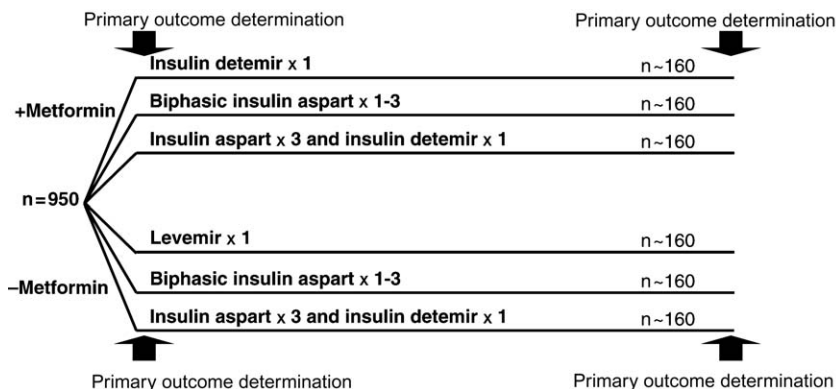 Primary outcome determination
Primary outcome determination
Insulin detemir x 1
n~160
Biphasic insulin aspart x 1-3
n~160
+Metformin
Insulin aspart x 3 and insulin detemir x 1
n~160
n=950
Levemir x 1
n~160
Biphasic insulin aspart x 1-3
n~160
–Metformin
Insulin aspart x 3 and insulin detemir x 1
n~160
Primary outcome determination
Primary outcome determination